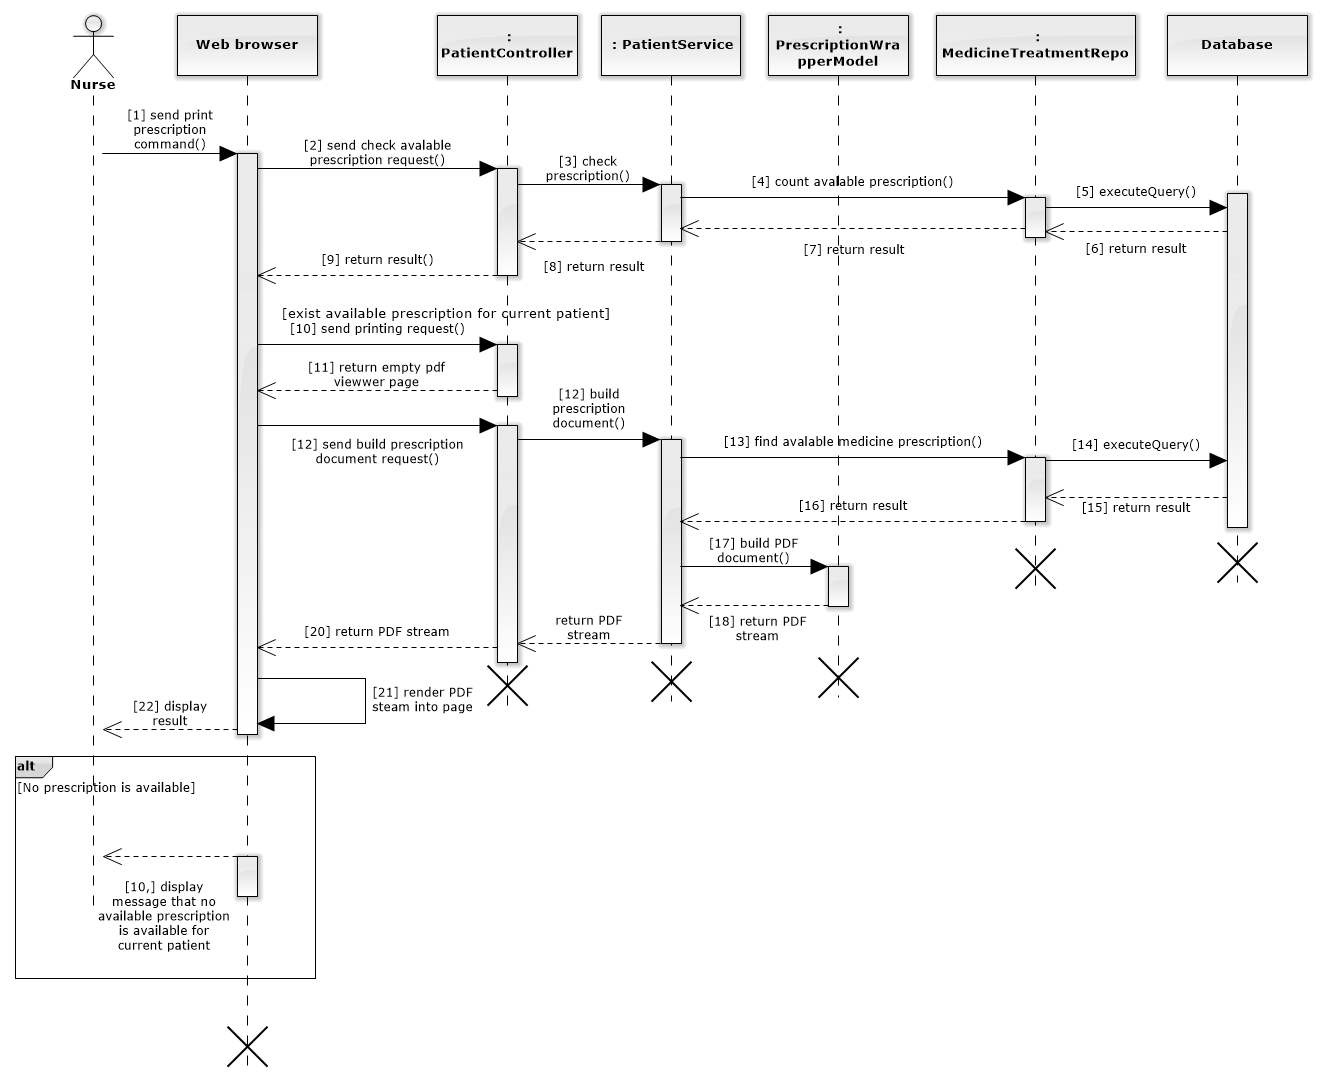 Nurse
Web browser
:
PatientController
: PatientService
:
PrescriptionWra
pperModel
:
MedicineTreatmentRepo
Database
[1] send print
prescription
command()
[2] send check avalable
prescription request()
[3] check
prescription()
[4] count available prescription()
[5] executeQuery()
[6] return result
[7] return result
[8] return result
[9] return result()
[exist available prescription for current patient]
[10] send printing request()
[11] return empty pdf
viewwer page
[12] build
prescription
document()
[12] send build prescription
document request()
[13] find avalable medicine prescription()
[14] executeQuery()
[15] return result
[16] return result
[17] build PDF
document()
[18] return PDF
stream
return PDF
stream
[20] return PDF stream
[21] render PDF
steam into page
[22] display
result
alt
[No prescription is available]
[10,] display
message that no
available prescription
is available for
current patient